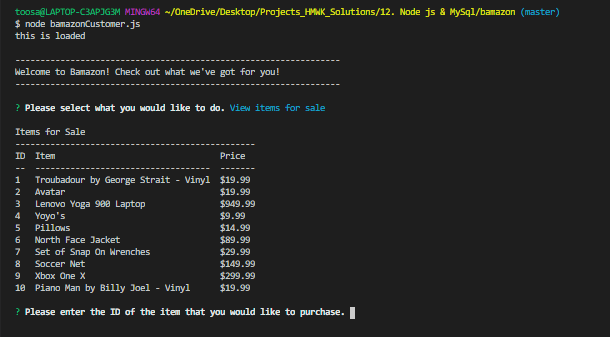 toosa@LAPTOP-C3APJG3M MINGW64 ~/OneDrive/Desktop/Projects_HMWK_Solutions/12. Node js & MySql/bamazon (master)
$ node bamazonCustomer.js
this is loaded
-----------------------------------------------------------------
Welcome to Bamazon! Check out what we've got for you!
-----------------------------------------------------------------
? Please select what you would like to do. View items for sale
Items for Sale
------------------------------------------------
ID  Item                                 Price
--  -----------------------------------  -------
1   Troubadour by George Strait - Vinyl  $19.99
2   Avatar                               $19.99
3   Lenovo Yoga 900 Laptop               $949.99
4   Yoyo's                               $9.99
5   Pillows                              $14.99
6   North Face Jacket                    $89.99
7   Set of Snap On Wrenches              $29.99
8   Soccer Net                           $149.99
9   Xbox One X                           $299.99
10  Piano Man by Billy Joel - Vinyl      $19.99
? Please enter the ID of the item that you would like to purchase.